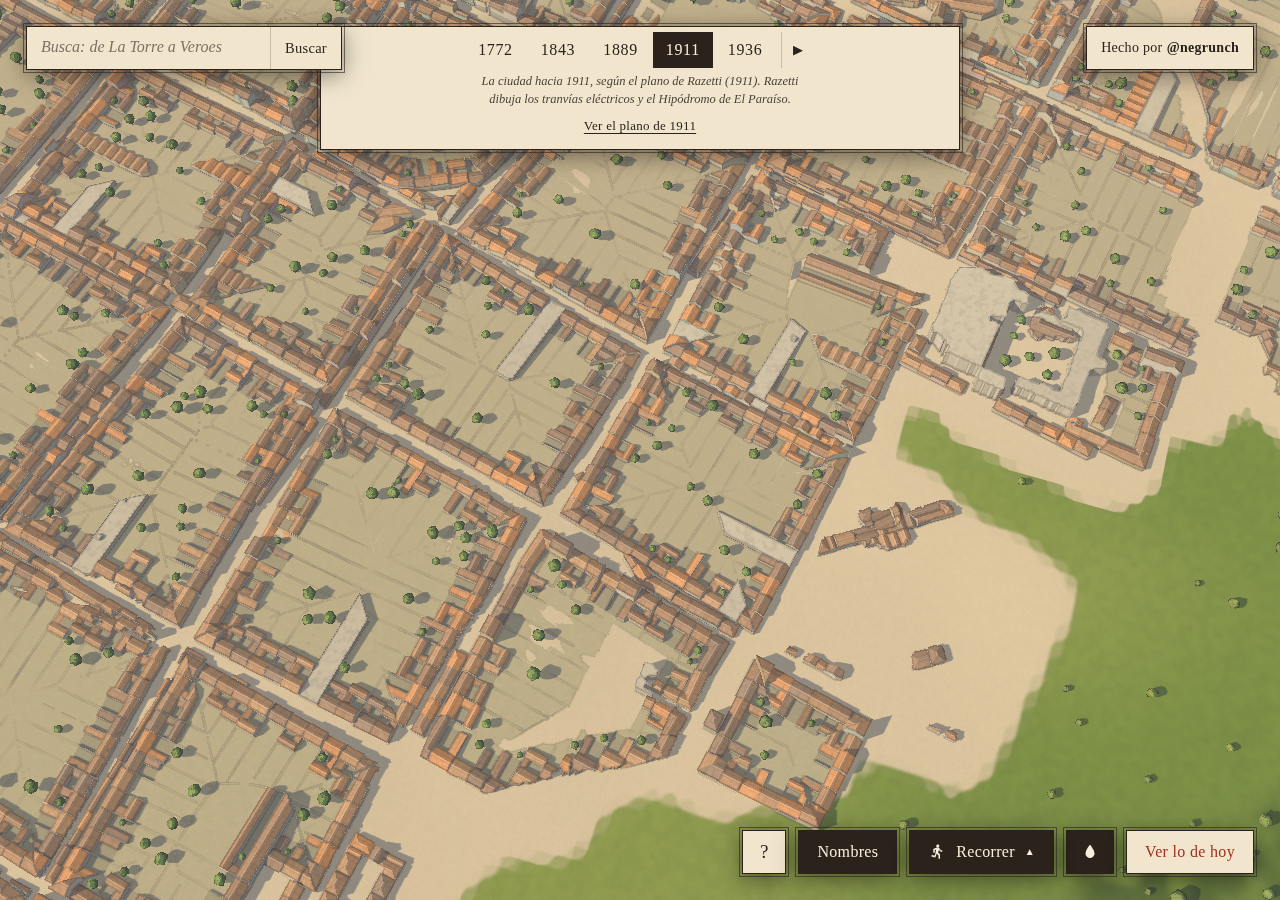 Busca: de La Torre a Veroes
Buscar
1772 1843 1889 1911 1936 ▶
La ciudad hacia 1911, según el plano de Razetti (1911). Razetti
dibuja los tranvías eléctricos y el Hipódromo de El Paraíso.
Ver el plano de 1911
Hecho por @negrunch
?
Nombres
Recorrer ▲
Ver lo de hoy